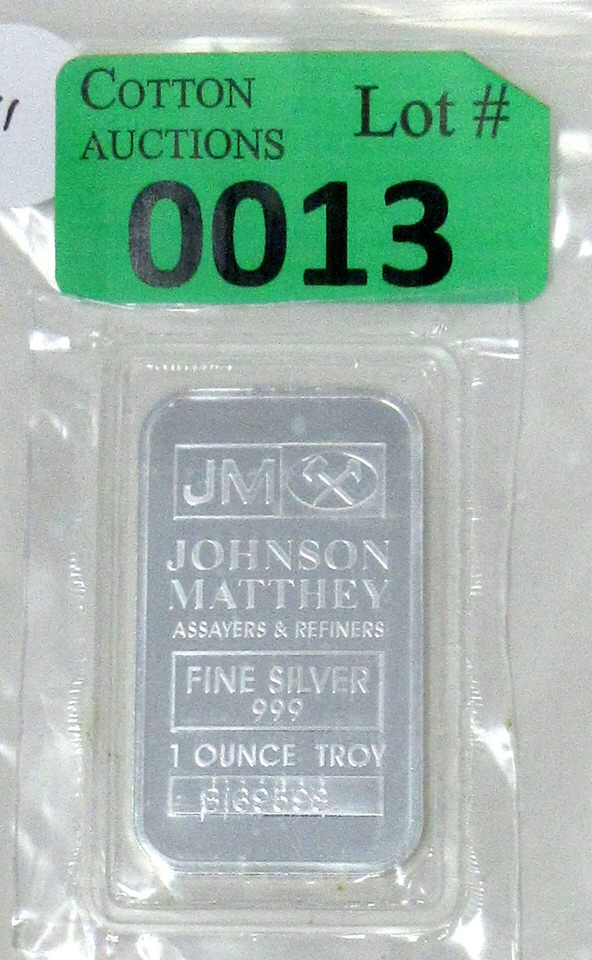 COTTON
AUCTIONS
Lot #
0013
JM
JOHNSON
MATTHEY
ASSAYERS & REFINERS
FINE SILVER
999
1 OUNCE TROY